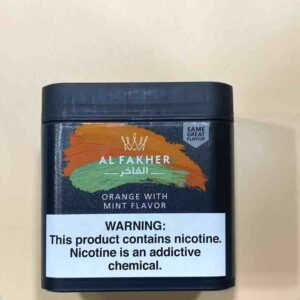 SAME
GREAT
FLAVOR
AL FAKHER
الفاخر
ORANGE WITH
MINT FLAVOR
WARNING:
This product contains nicotine.
Nicotine is an addictive
chemical.